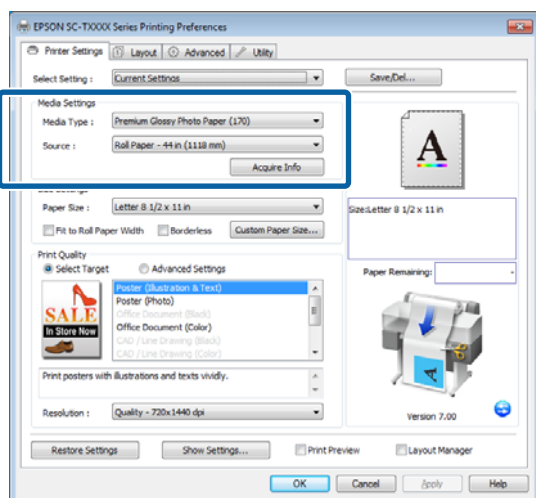 EPSON SC-TXXXX Series Printing Preferences
Printer Settings Layout Advanced Utility
Select Setting : Current Settings Save/Del...
Media Settings
Media Type : Premium Glossy Photo Paper (170)
Source : Roll Paper - 44 in (1118 mm)
Acquire Info
A
Size Settings
Paper Size : Letter 8 1/2 x 11 in
Size:Letter 8 1/2 x 11 in
Fit to Roll Paper Width Borderless Custom Paper Size...
Print Quality
Select Target Advanced Settings
Paper Remaining:
SALE
In Store Now
Poster (Illustration & Text)
Poster (Photo)
Office Document (Black)
Office Document (Color)
CAD / Line Drawing (Black)
CAD / Line Drawing (Color)
A
Print posters with illustrations and texts vividly.
Resolution : Quality - 720x1440 dpi
Version 7.00
Restore Settings Show Settings... Print Preview Layout Manager
OK Cancel Apply Help